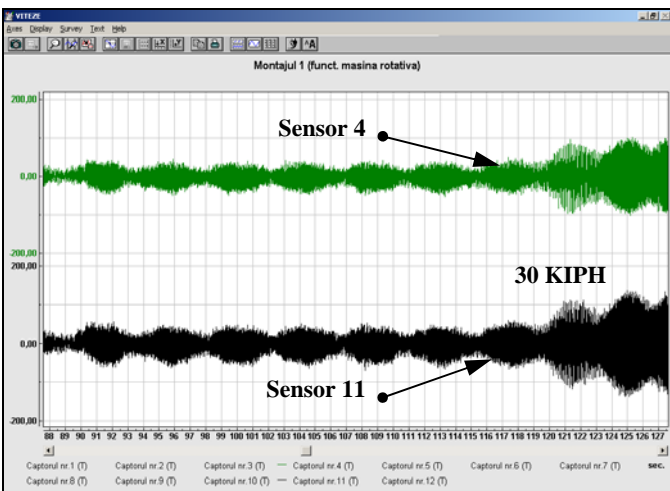 VITEZE
Axes Display Survey Text Help
Montajul 1 (funct. masina rotativa)
200,00
Sensor 4
0,00
-200,00
200,00
30 KIPH
0,00
Sensor 11
-200,00
88 89 90 91 93 94 95 96 97 98 100 101 102 103 104 105 106 107 108 109 110 111 112 113 114 115 116 117 118 119 120 121 122 123 124 125 126 127
Captorul nr.1 (T) Captorul nr.2 (T) Captorul nr.3 (T) Captorul nr.4 (T) Captorul nr.5 (T) Captorul nr.6 (T) Captorul nr.7 (T) sec.
Captorul nr.8 (T) Captorul nr.9 (T) Captorul nr.10 (T) Captorul nr.11 (T) Captorul nr.12 (T)